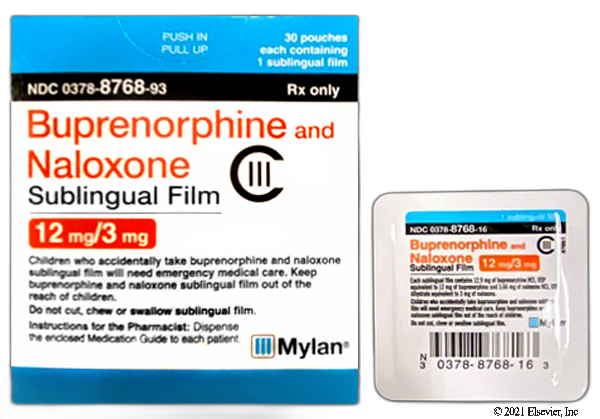 PUSH IN
PULL UP
30 pouches
each containing
1 sublingual film
NDC 0378-8768-93
Rx only
Buprenorphine and
Naloxone
CIII
Sublingual Film
12 mg/3 mg
Children who accidentally take buprenorphine and naloxone
sublingual film will need emergency medical care. Keep
buprenorphine and naloxone sublingual film out of the
reach of children.
Do not cut, chew or swallow sublingual film.
Instructions for the Pharmacist: Dispense
the enclosed Medication Guide to each patient.
Mylan®
1 sublingual film
NDC 0378-8768-16
Rx only
Buprenorphine and
Naloxone
CIII
Sublingual Film
12 mg/3 mg
Each sublingual film contains 12.9 mg of buprenorphine HCl, USP
equivalent to 12 mg of buprenorphine and 3.66 mg of naloxone HCl, USP
dihydrate equivalent to 3 mg of naloxone.
Children who accidentally take buprenorphine and naloxone sublingual
film will need emergency medical care. Keep buprenorphine and
naloxone sublingual film out of the reach of children.
Do not cut, chew or swallow sublingual film.
Mylan
N
3 0378-8768-16 3
© 2021 Elsevier, Inc